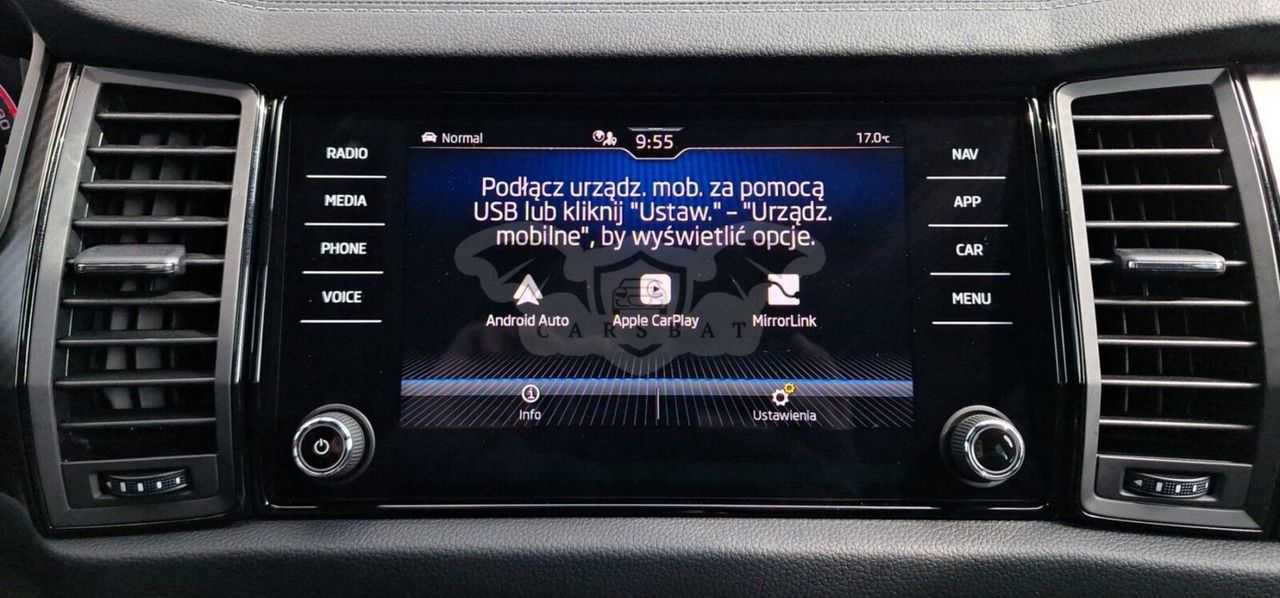 Normal
9:55
17.0°C
RADIO
MEDIA
PHONE
VOICE
Podłącz urządz. mob. za pomocą
USB lub kliknij "Ustaw." – "Urządz.
mobilne", by wyświetlić opcje.
Android Auto
Apple CarPlay
MirrorLink
CARSBAT
Info
Ustawienia
NAV
APP
CAR
MENU